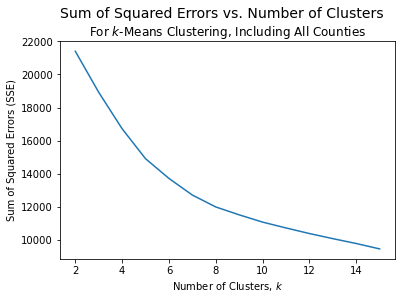 Sum of Squared Errors vs. Number of Clusters
For k-Means Clustering, Including All Counties
22000
20000
18000
16000
14000
12000
10000
Sum of Squared Errors (SSE)
2 4 6 8 10 12 14
Number of Clusters, k